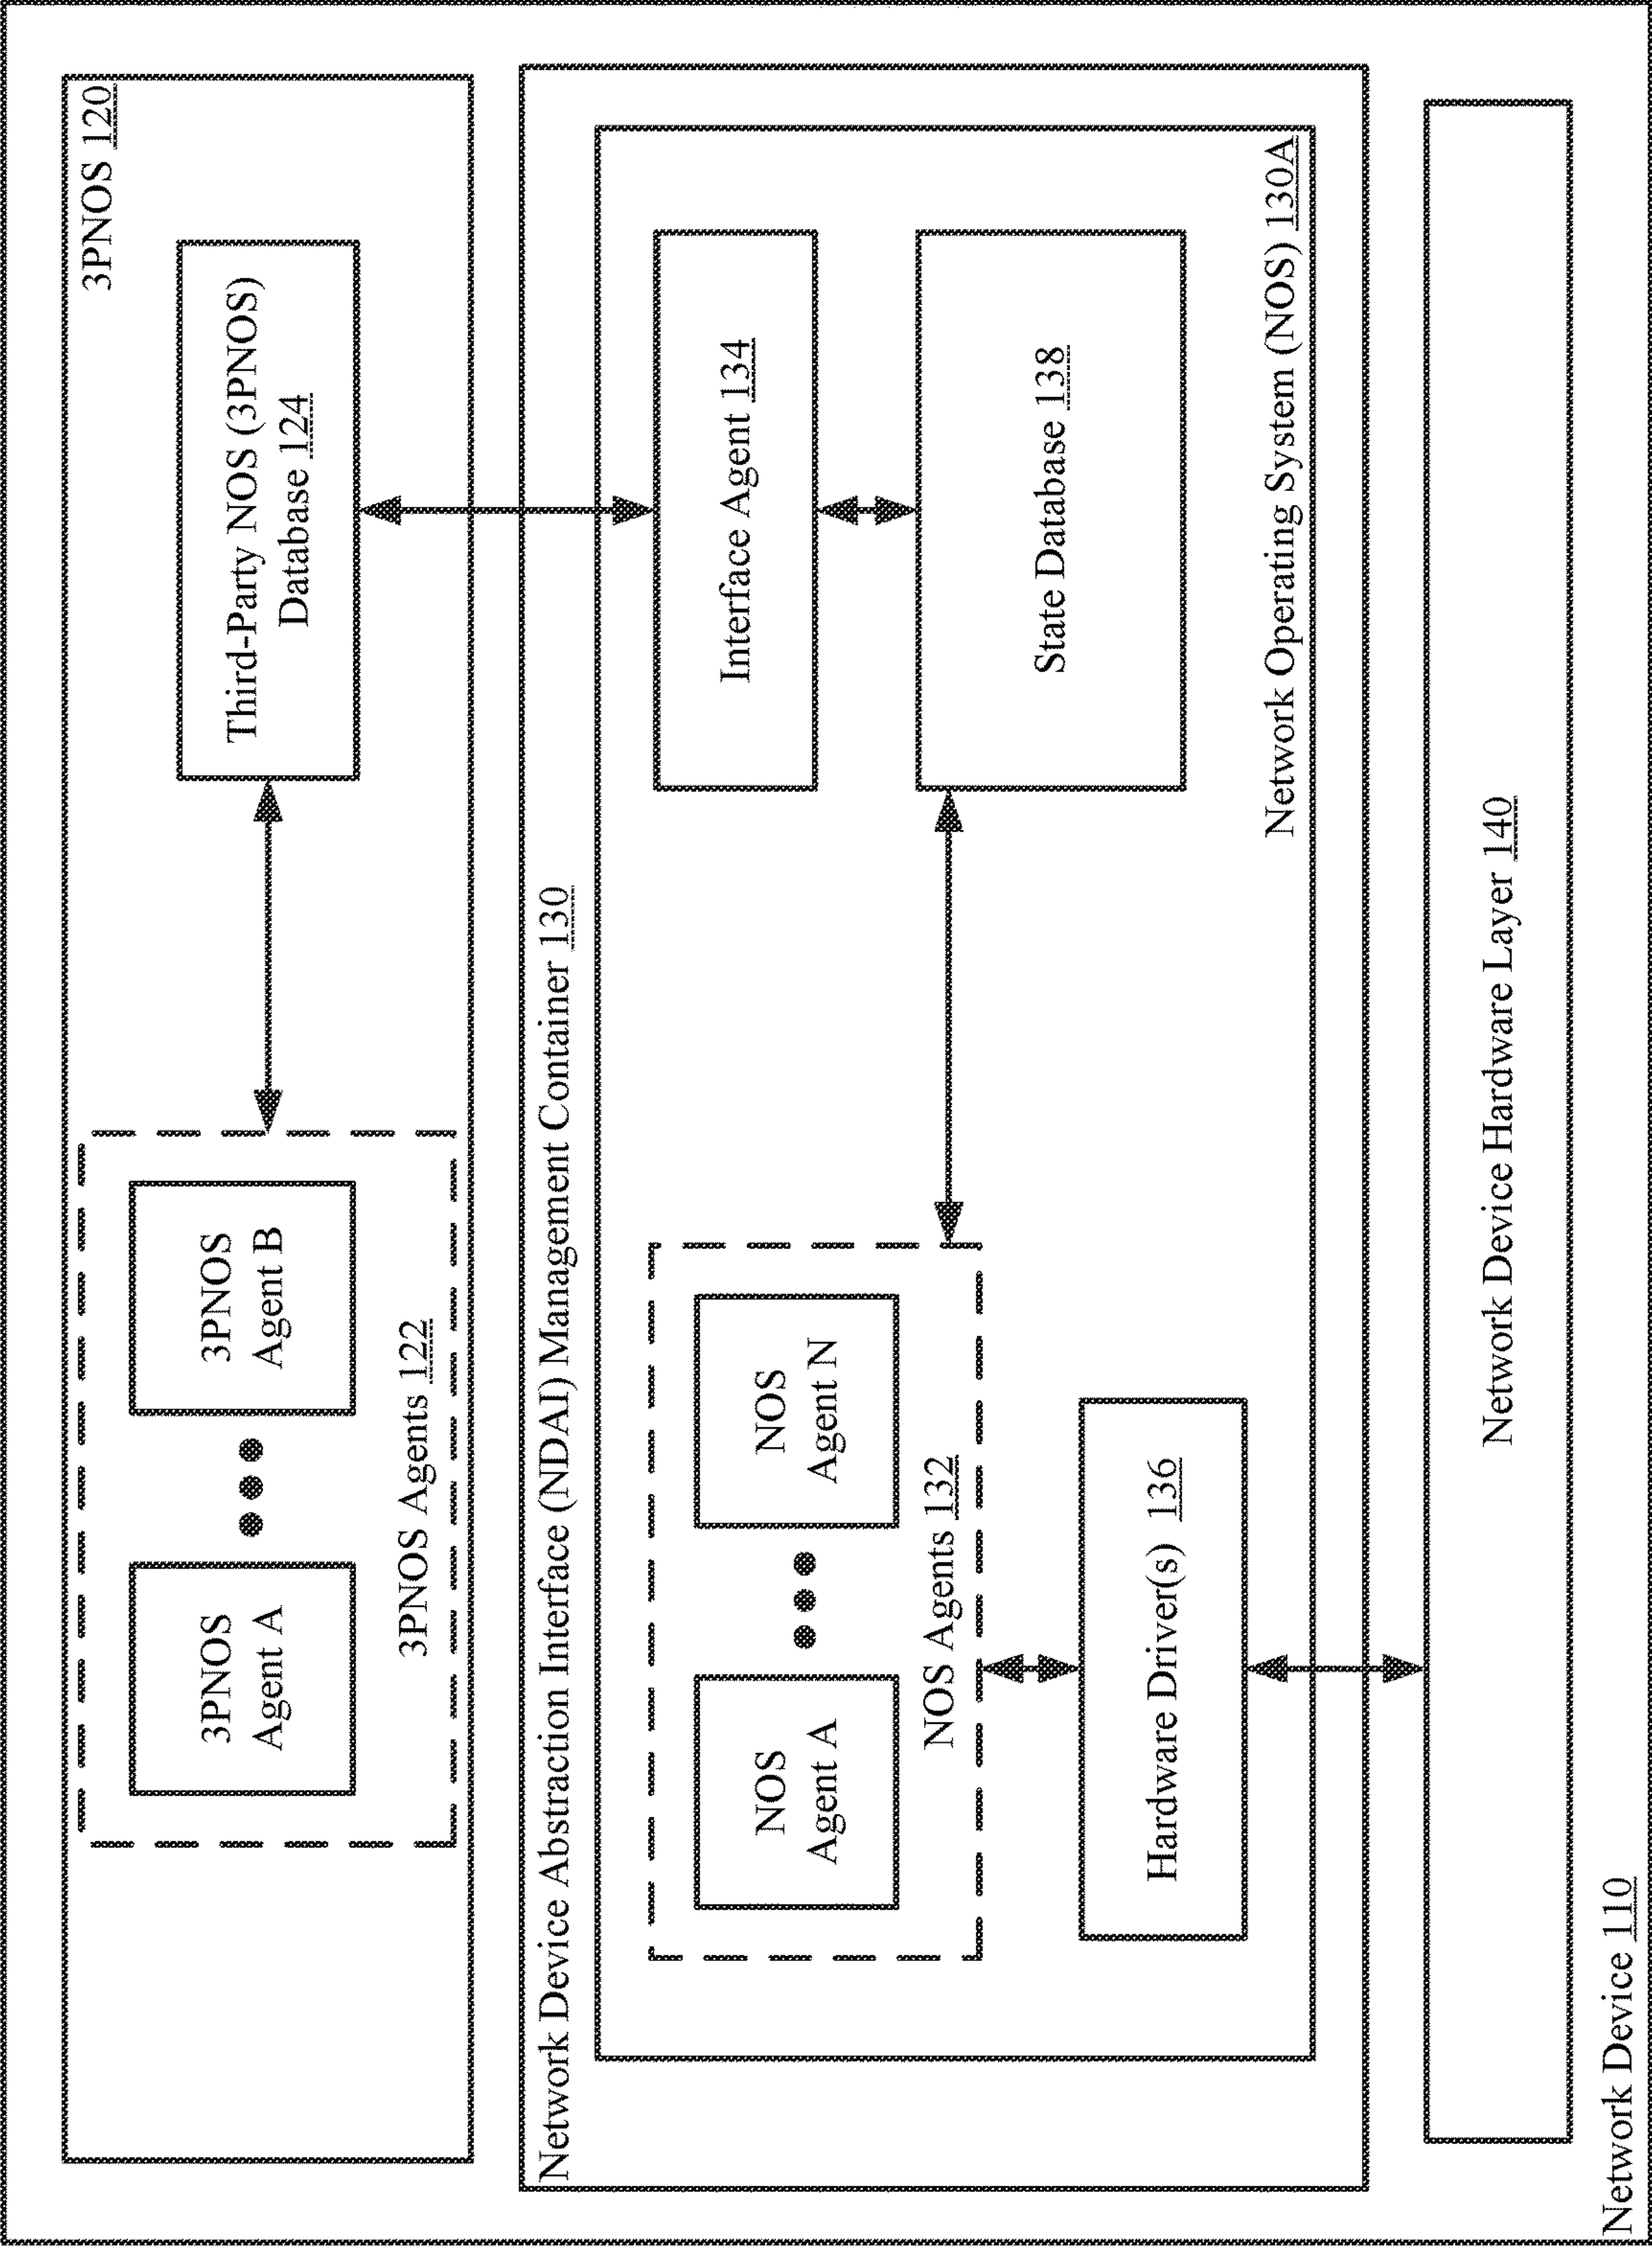 3PNOS 120
3PNOS
Agent A
3PNOS
Agent B
3PNOS Agents 122
Third-Party NOS (3PNOS)
Database 124
Network Device Abstraction Interface (NDAI) Management Container 130
NOS
Agent A
NOS
Agent N
NOS Agents 132
Interface Agent 134
State Database 138
Hardware Driver(s) 136
Network Operating System (NOS) 130A
Network Device Hardware Layer 140
Network Device 110